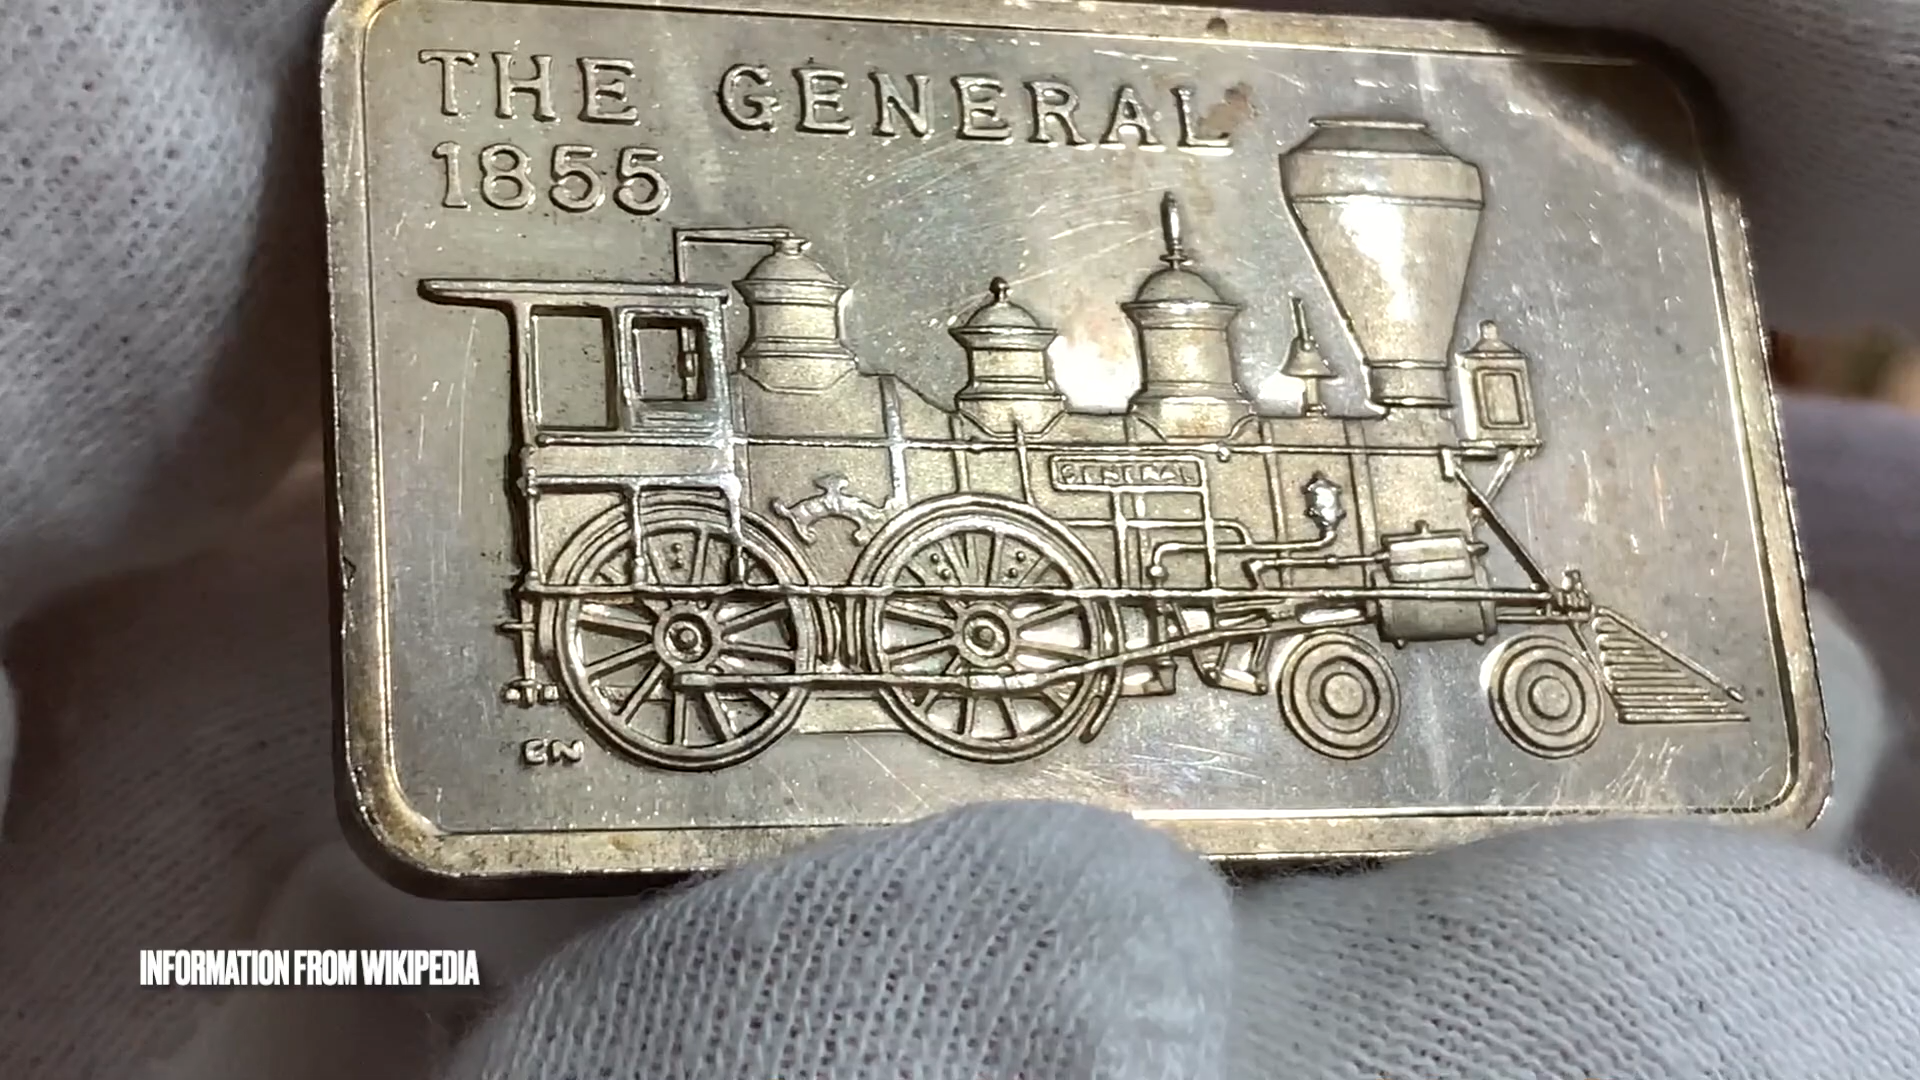 THE GENERAL
1855
GENERAL
EN
INFORMATION FROM WIKIPEDIA